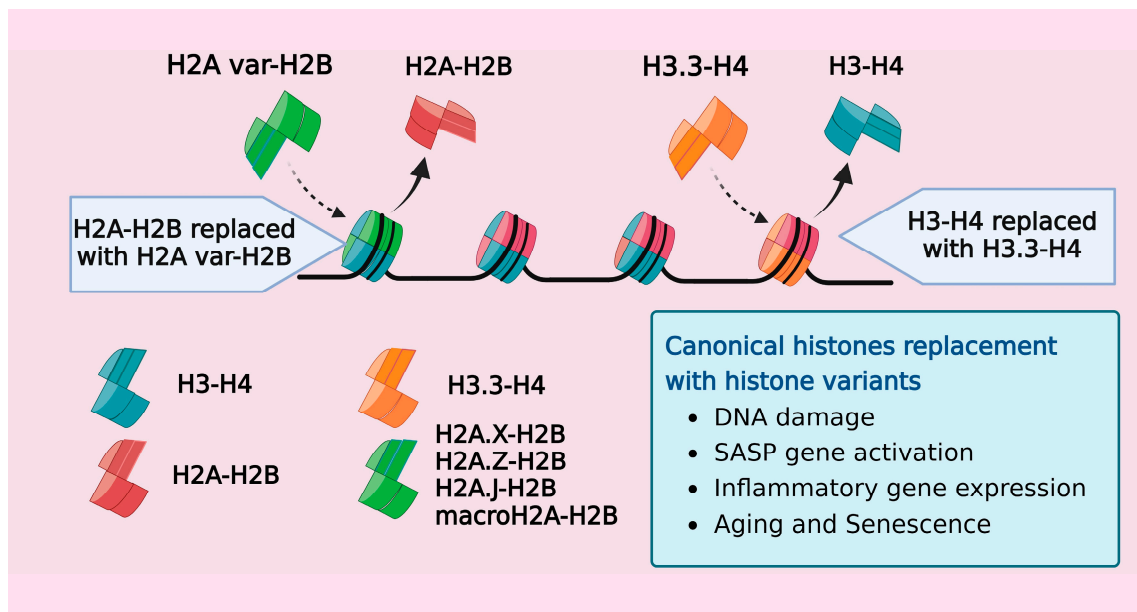 H2A var-H2B
H2A-H2B
H3.3-H4
H3-H4
H2A-H2B replaced
with H2A var-H2B
H3-H4 replaced
with H3.3-H4
H3-H4
H3.3-H4
H2A-H2B
H2A.X-H2B
H2A.Z-H2B
H2A.J-H2B
macroH2A-H2B
Canonical histones replacement
with histone variants
• DNA damage
• SASP gene activation
• Inflammatory gene expression
• Aging and Senescence